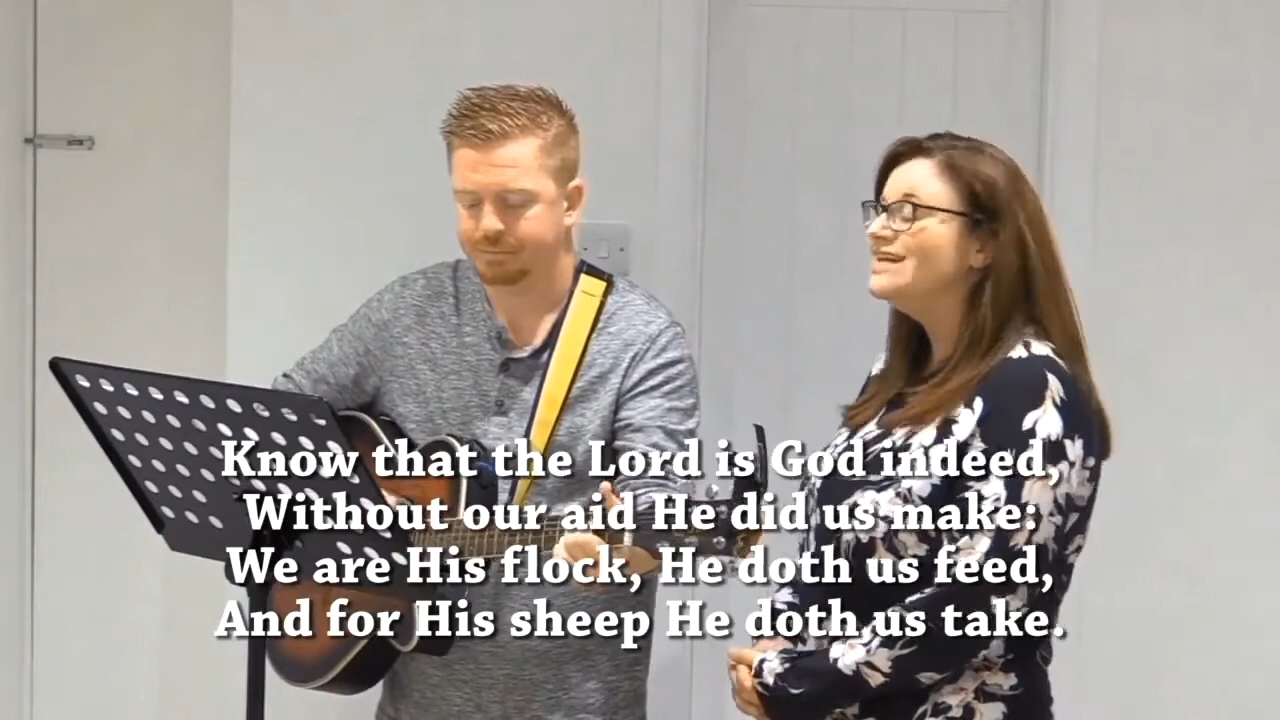 Know that the Lord is God indeed,
Without our aid He did us make:
We are His flock, He doth us feed,
And for His sheep He doth us take.